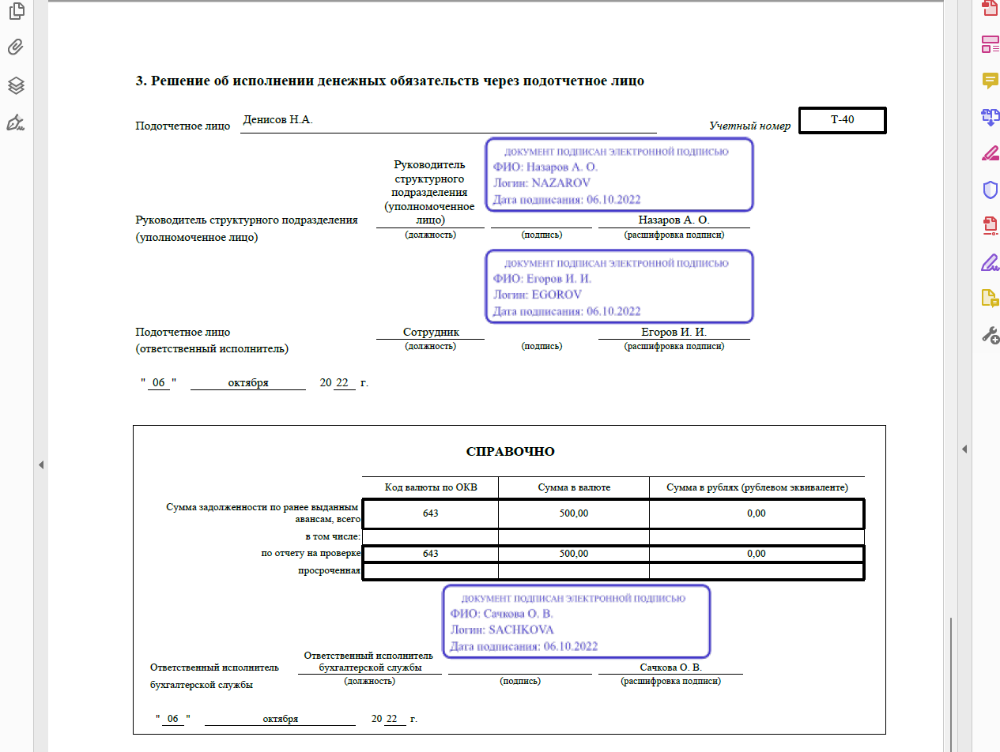 3. Решение об исполнении денежных обязательств через подотчетное лицо
Подотчетное лицо Денисов Н.А. Учетный номер Т-40
ДОКУМЕНТ ПОДПИСАН ЭЛЕКТРОННОЙ ПОДПИСЬЮ
ФИО: Назаров А. О.
Логин: NAZAROV
Дата подписания: 06.10.2022
Руководитель
структурного
подразделения
(уполномоченное
Руководитель структурного подразделения лицо) Назаров А. О.
(уполномоченное лицо) (должность) (подпись) (расшифровка подписи)
ДОКУМЕНТ ПОДПИСАН ЭЛЕКТРОННОЙ ПОДПИСЬЮ
ФИО: Егоров И. И.
Логин: EGOROV
Дата подписания: 06.10.2022
Подотчетное лицо Сотрудник Егоров И. И.
(ответственный исполнитель) (должность) (подпись) (расшифровка подписи)
" 06 " октября 20 22 г.
СПРАВОЧНО
Код валюты по ОКВ Сумма в валюте Сумма в рублях (рублевом эквиваленте)
Сумма задолженности по ранее выданным
авансам, всего 643 500,00 0,00
в том числе:
по отчету на проверке 643 500,00 0,00
просроченная
ДОКУМЕНТ ПОДПИСАН ЭЛЕКТРОННОЙ ПОДПИСЬЮ
ФИО: Сачкова О. В.
Логин: SACHKOVA
Дата подписания: 06.10.2022
Ответственный исполнитель
Ответственный исполнитель бухгалтерской службы Сачкова О. В.
бухгалтерской службы (должность) (подпись) (расшифровка подписи)
" 06 " октября 20 22 г.